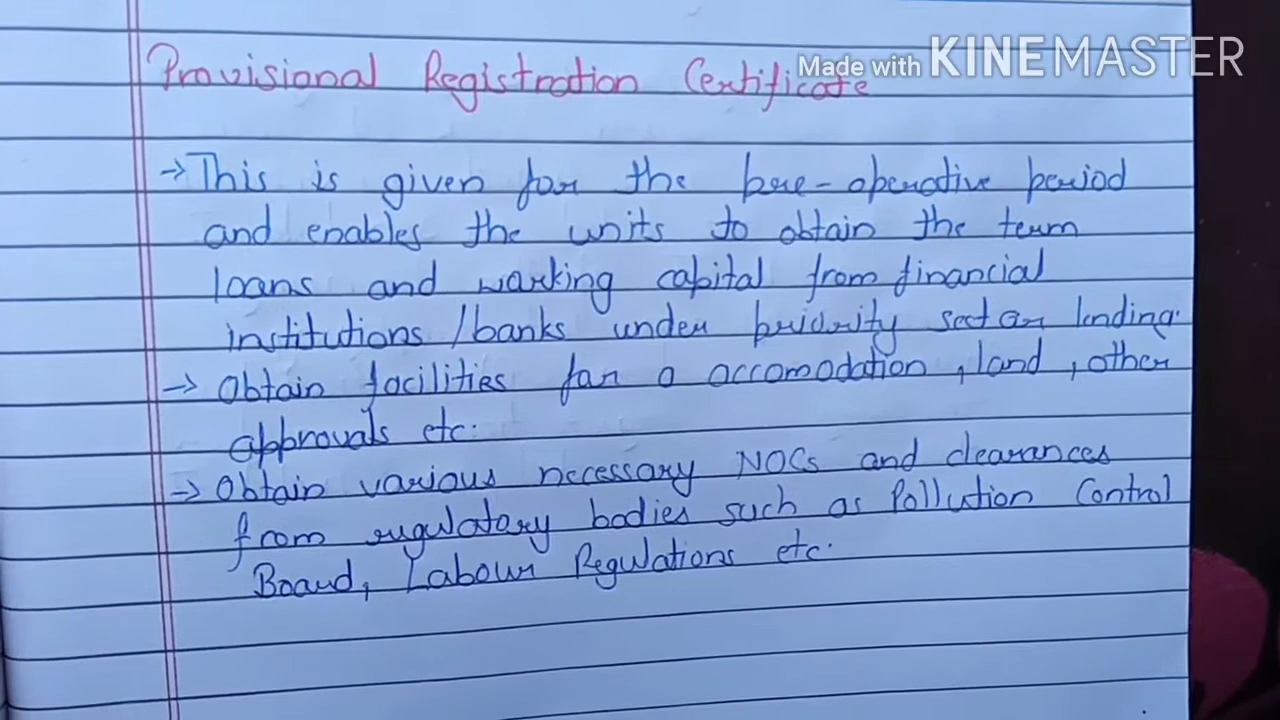 Provisional Registration Certificate
Made with KINEMASTER
→ This is given for the pre-operative period
and enables the units to obtain the term
loans and working capital from financial
institutions /banks under priority sector lending.
→ Obtain facilities for a accomodation, land, other
approvals etc.
→ Obtain various necessary NOCs and clearances
from regulatory bodies such as Pollution Control
Board, Labour Regulations etc.